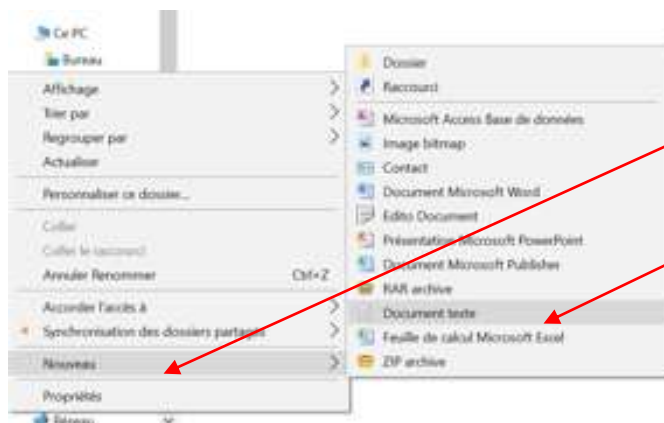 Ce PC
Bureau
Affichage
Trier par
Regrouper par
Actualiser
Personnaliser ce dossier...
Coller
Coller le raccourci
Annuler Renommer Ctrl+Z
Accorder l'accès à
Synchronisation des dossiers partagés
Nouveau
Propriétés
Réseau
Dossier
Raccourci
Microsoft Access Base de données
Image bitmap
Contact
Document Microsoft Word
Edito Document
Présentation Microsoft PowerPoint
Document Microsoft Publisher
RAR archive
Document texte
Feuille de calcul Microsoft Excel
ZIP archive